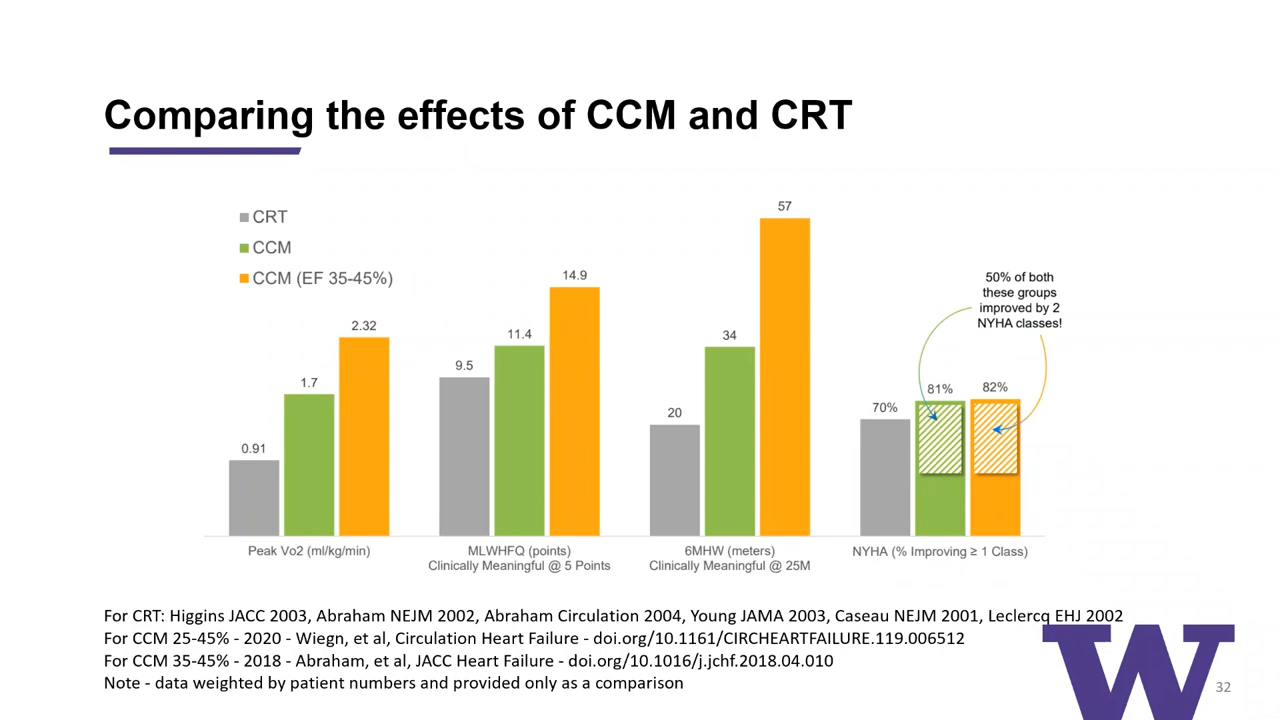 Comparing the effects of CCM and CRT
CRT
CCM
CCM (EF 35-45%)
0.91
1.7
2.32
Peak Vo2 (ml/kg/min)
9.5
11.4
14.9
MLWHFQ (points)
Clinically Meaningful @ 5 Points
20
34
57
6MHW (meters)
Clinically Meaningful @ 25M
70%
81%
82%
NYHA (% Improving ≥ 1 Class)
50% of both
these groups
improved by 2
NYHA classes!
For CRT: Higgins JACC 2003, Abraham NEJM 2002, Abraham Circulation 2004, Young JAMA 2003, Caseau NEJM 2001, Leclercq EHJ 2002
For CCM 25-45% - 2020 - Wiegn, et al, Circulation Heart Failure - doi.org/10.1161/CIRCHEARTFAILURE.119.006512
For CCM 35-45% - 2018 - Abraham, et al, JACC Heart Failure - doi.org/10.1016/j.jchf.2018.04.010
Note - data weighted by patient numbers and provided only as a comparison
W
32